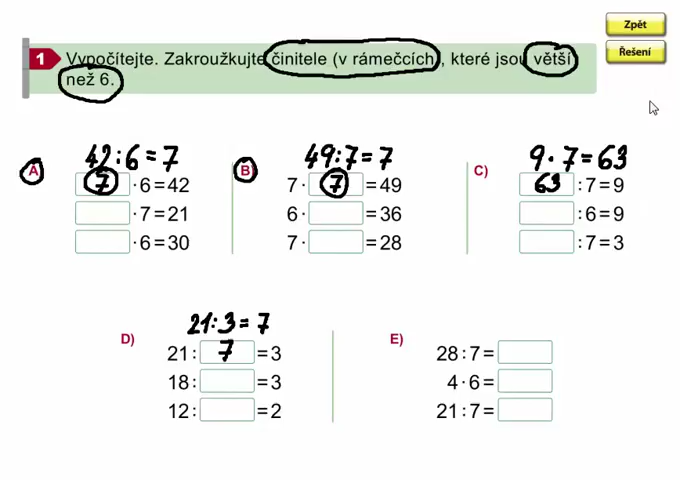 Zpět
Řešení
1 Vypočítejte. Zakroužkujte činitele (v rámečcích), které jsou větší
než 6.
42:6=7
A)
7 · 6 = 42
· 7 = 21
· 6 = 30
49:7=7
B)
7 · 7 = 49
6 · = 36
7 · = 28
9·7=63
C)
63 : 7 = 9
: 6 = 9
: 7 = 3
21:3=7
D)
21 : 7 = 3
18 : = 3
12 : = 2
E)
28 : 7 =
4 · 6 =
21 : 7 =